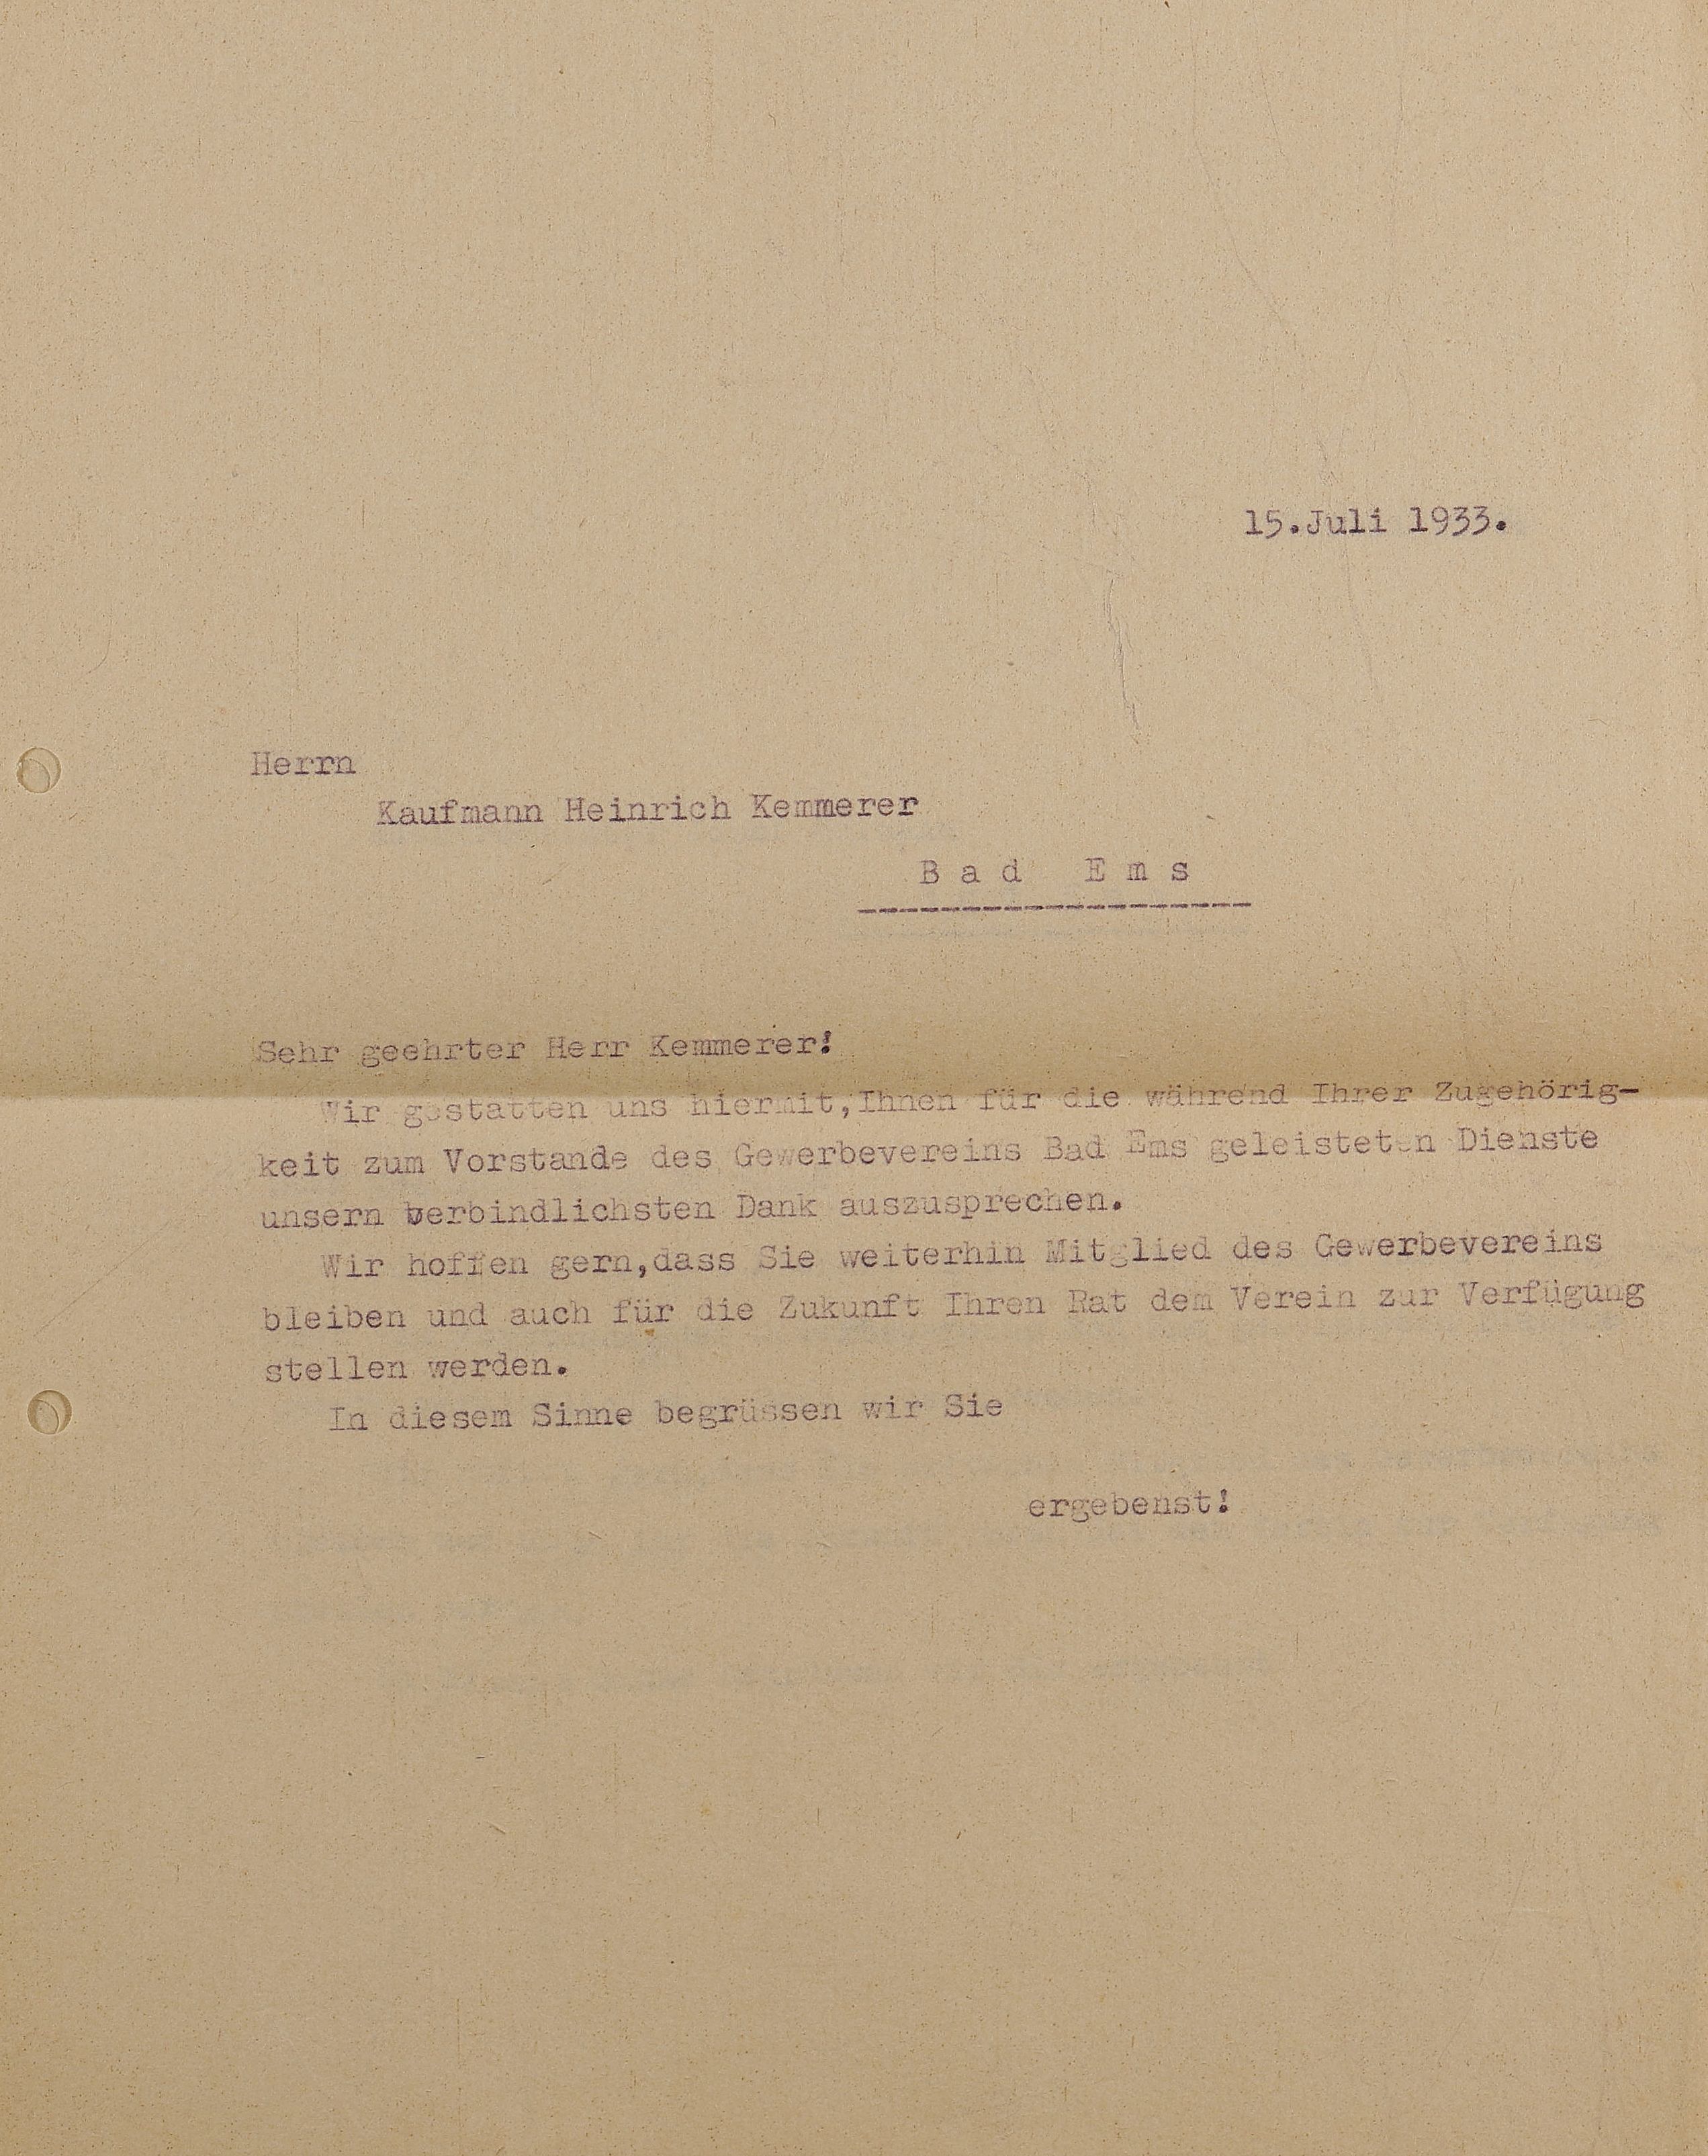 15.Juli 1933.
Herrn
Kaufmann Heinrich Kemmerer
B a d  E m s
Sehr geehrter Herr Kemmerer!
Wir gestatten uns hiermit,Ihnen für die während Ihrer Zugehörig-
keit zum Vorstande des Gewerbevereins Bad Ems geleisteten Dienste
unsern verbindlichsten Dank auszusprechen.
Wir hoffen gern,dass Sie weiterhin Mitglied des Gewerbevereins
bleiben und auch für die Zukunft Ihren Rat dem Verein zur Verfügung
stellen werden.
In diesem Sinne begrüssen wir Sie
ergebenst!